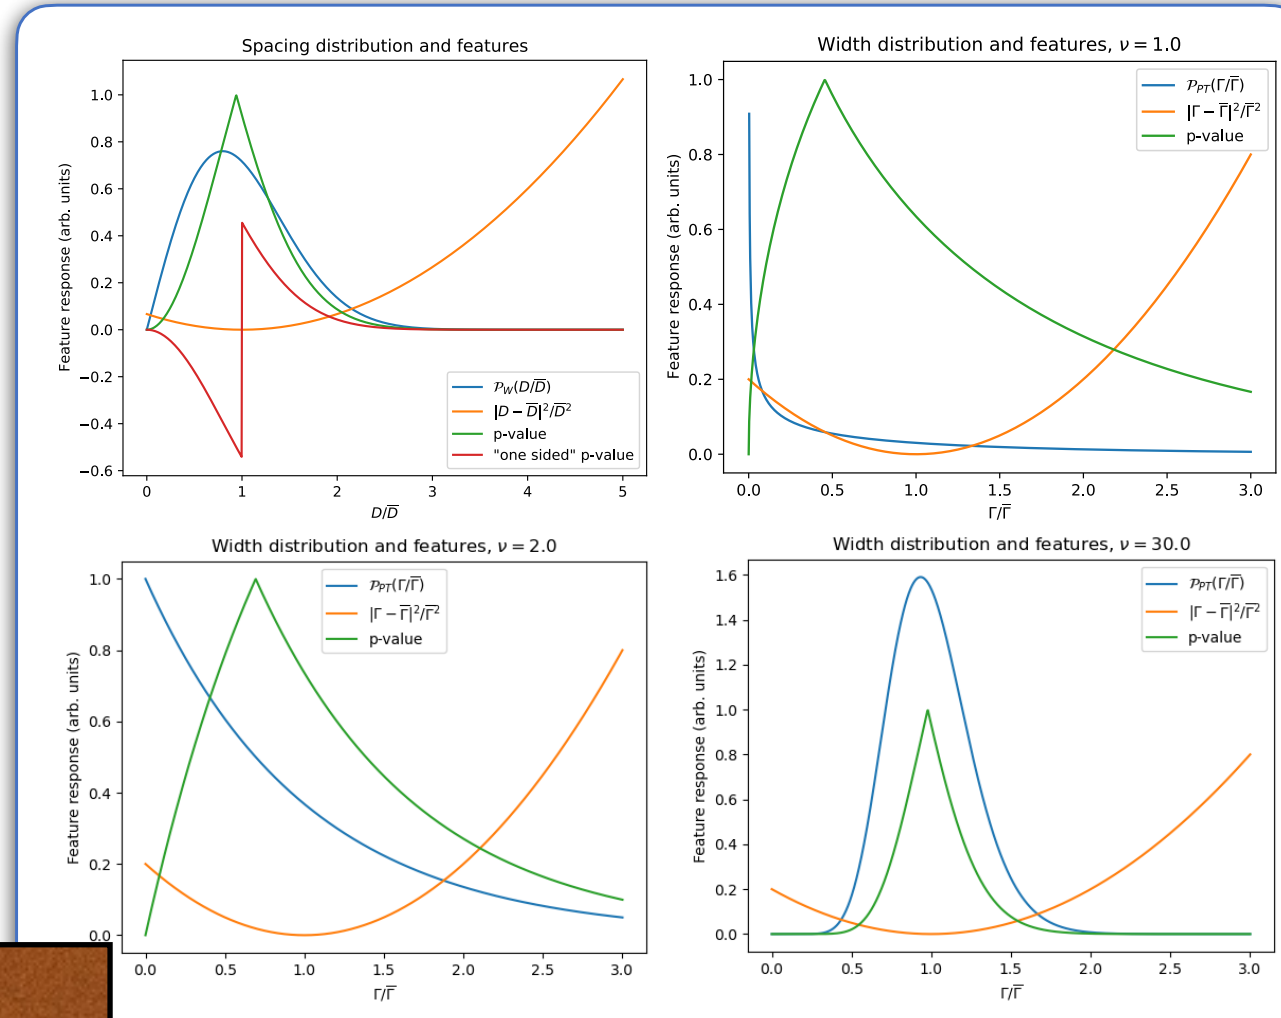 Spacing distribution and features
Feature response (arb. units)
1.0
0.8
0.6
0.4
0.2
0.0
−0.2
−0.4
−0.6
0 1 2 3 4 5
D/D̅
𝒫_W(D/D̅)
|D − D̅|²/D̅²
p-value
"one sided" p-value
Width distribution and features, ν = 1.0
Feature response (arb. units)
1.0
0.8
0.6
0.4
0.2
0.0
0.0 0.5 1.0 1.5 2.0 2.5 3.0
Γ/Γ̅
𝒫_PT(Γ/Γ̅)
|Γ − Γ̅|²/Γ̅²
p-value
Width distribution and features, ν = 2.0
Feature response (arb. units)
1.0
0.8
0.6
0.4
0.2
0.0
0.0 0.5 1.0 1.5 2.0 2.5 3.0
Γ/Γ̅
𝒫_PT(Γ/Γ̅)
|Γ − Γ̅|²/Γ̅²
p-value
Width distribution and features, ν = 30.0
Feature response (arb. units)
1.6
1.4
1.2
1.0
0.8
0.6
0.4
0.2
0.0
0.0 0.5 1.0 1.5 2.0 2.5 3.0
Γ/Γ̅
𝒫_PT(Γ/Γ̅)
|Γ − Γ̅|²/Γ̅²
p-value